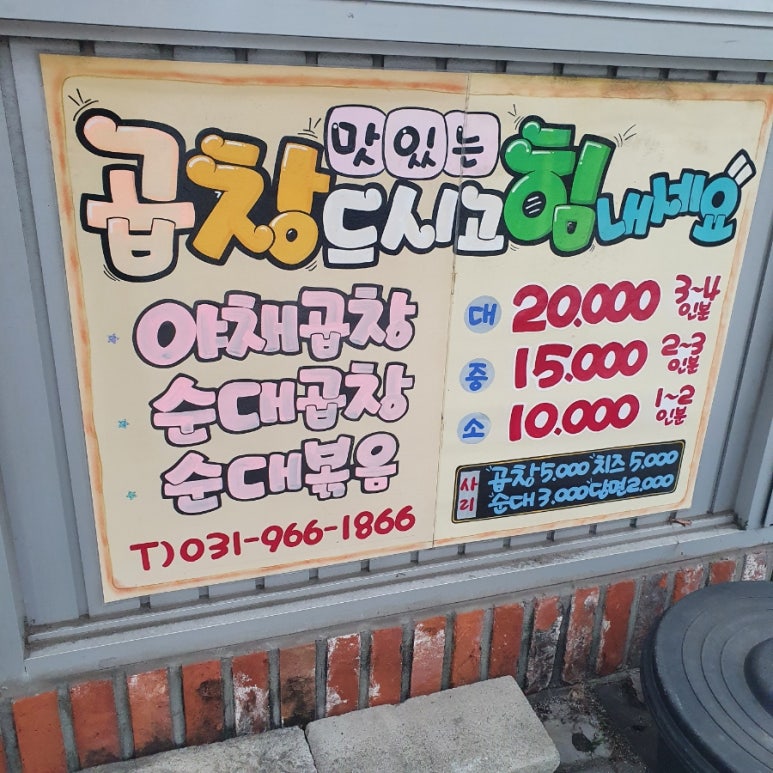 맛있는
곱창 드시고 힘내세요
야채곱창
순대곱창
순대볶음
T)031-966-1866
대 20.000 3~4인분
중 15.000 2~3인분
소 10.000 1~2인분
사리
곱창 5,000 치즈 5,000
순대 3,000 당면 2,000